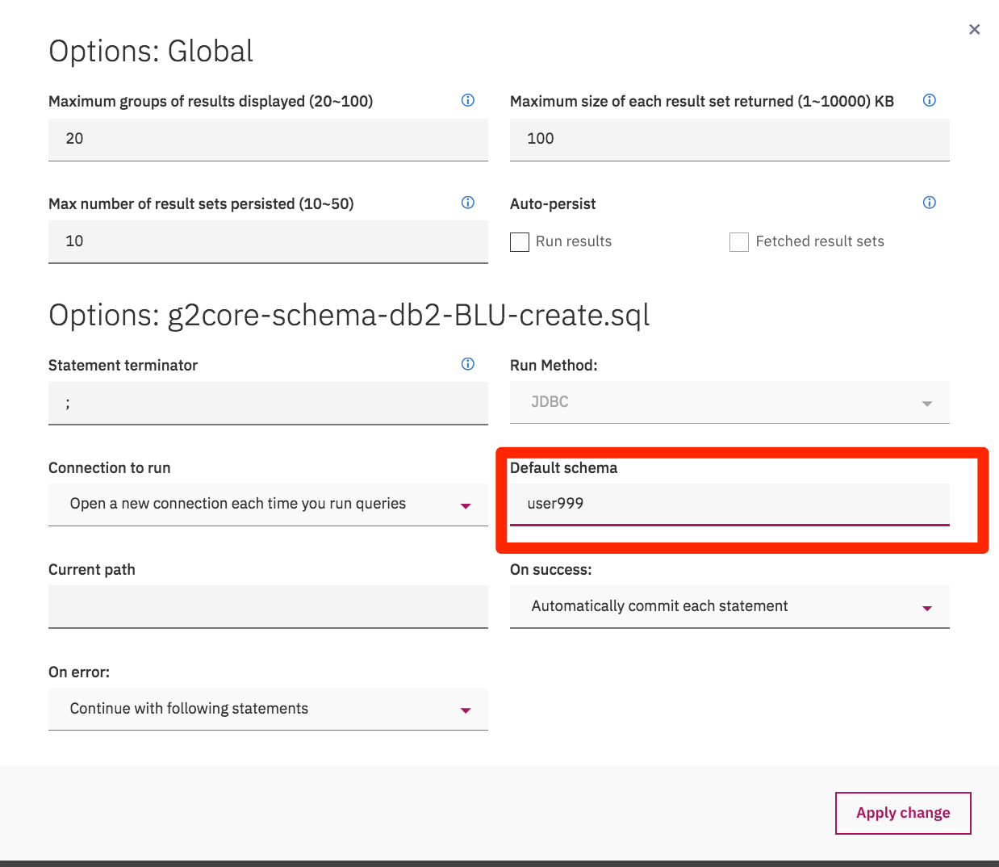 Options: Global
Maximum groups of results displayed (20~100)
Maximum size of each result set returned (1~10000) KB
20
100
Max number of result sets persisted (10~50)
Auto-persist
10
Run results
Fetched result sets
Options: g2core-schema-db2-BLU-create.sql
Statement terminator
Run Method:
;
JDBC
Connection to run
Default schema
Open a new connection each time you run queries
user999
Current path
On success:
Automatically commit each statement
On error:
Continue with following statements
Apply change